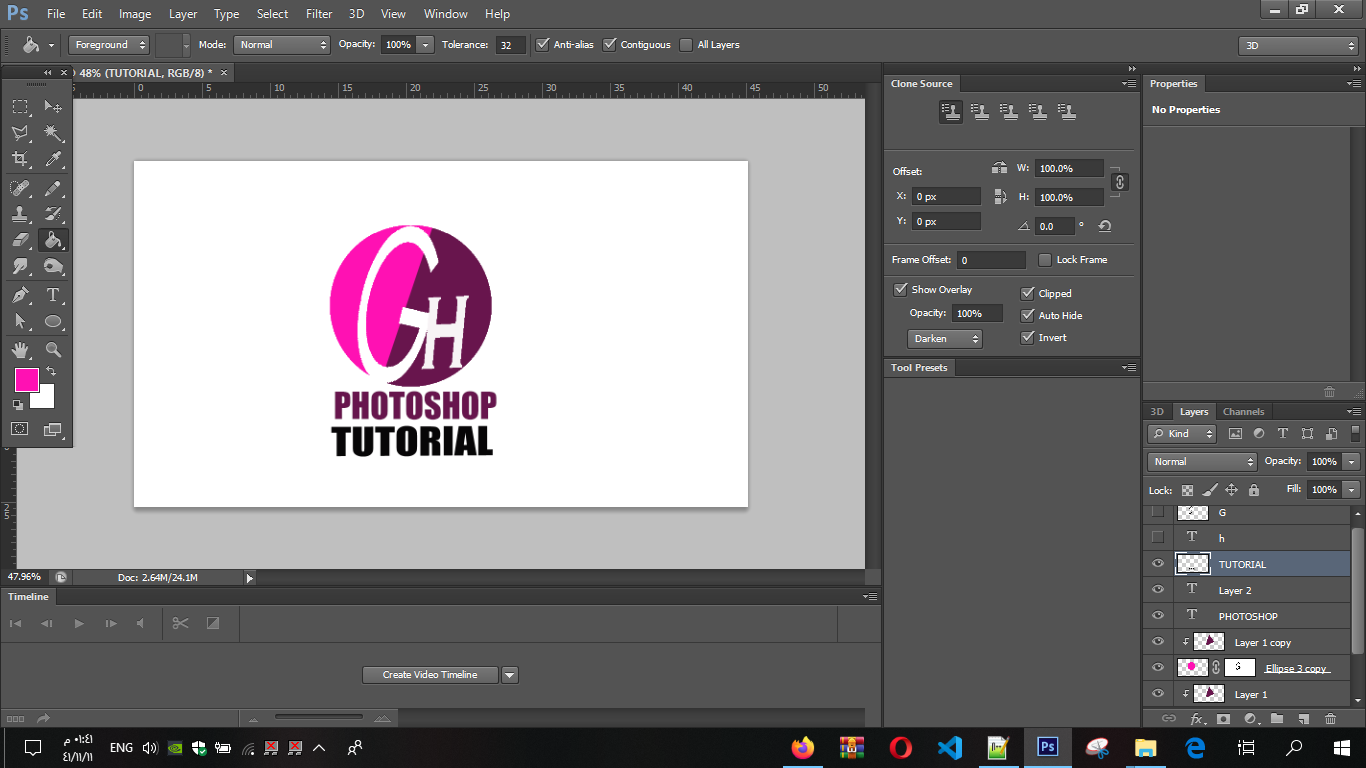 Ps File Edit Image Layer Type Select Filter 3D View Window Help
Foreground Mode: Normal Opacity: 100% Tolerance: 32 Anti-alias Contiguous All Layers 3D
48% (TUTORIAL, RGB/8) * ×
0 5 10 15 20 25 30 35 40 45 50
GH
PHOTOSHOP
TUTORIAL
25
47.96% Doc: 2.64M/24.1M
Timeline
Create Video Timeline
Clone Source
Offset: W: 100.0%
X: 0 px H: 100.0%
Y: 0 px 0.0 °
Frame Offset: 0 Lock Frame
Show Overlay Clipped
Opacity: 100% Auto Hide
Darken Invert
Tool Presets
Properties
No Properties
3D Layers Channels
Kind
Normal Opacity: 100%
Lock: Fill: 100%
G
T h
TUTORIAL
T Layer 2
T PHOTOSHOP
Layer 1 copy
Ellipse 3 copy
Layer 1
fx
ENG
٠١:٤١ م
٤١/١١/١١
Ps